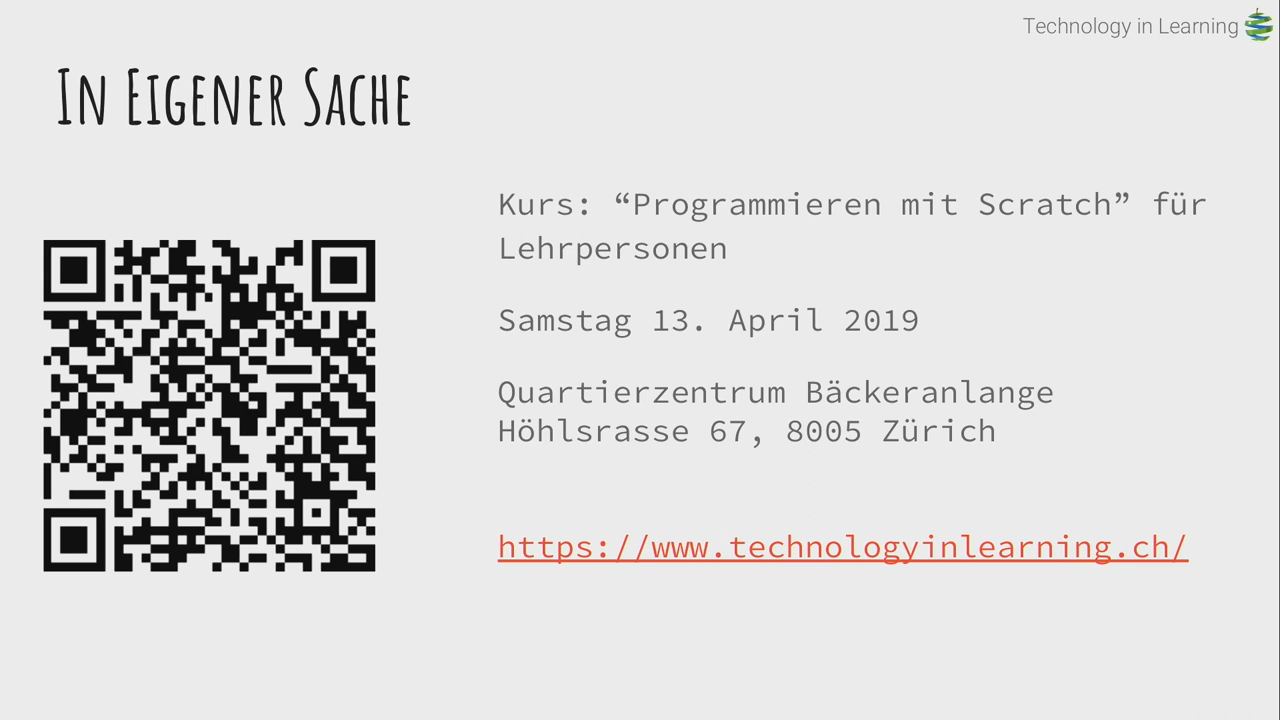 Technology in Learning
In Eigener Sache
Kurs: “Programmieren mit Scratch” für
Lehrpersonen
Samstag 13. April 2019
Quartierzentrum Bäckeranlange
Höhlsrasse 67, 8005 Zürich
https://www.technologyinlearning.ch/